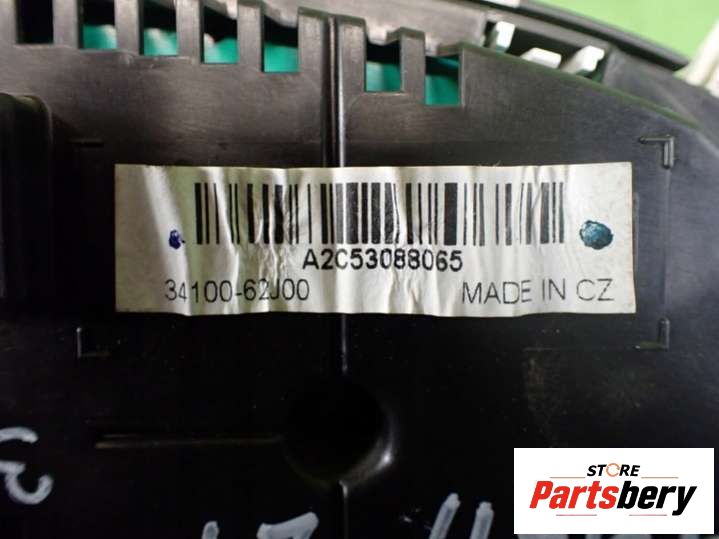 A2C53088065
34100-62J00 MADE IN CZ
STORE
Partsbery